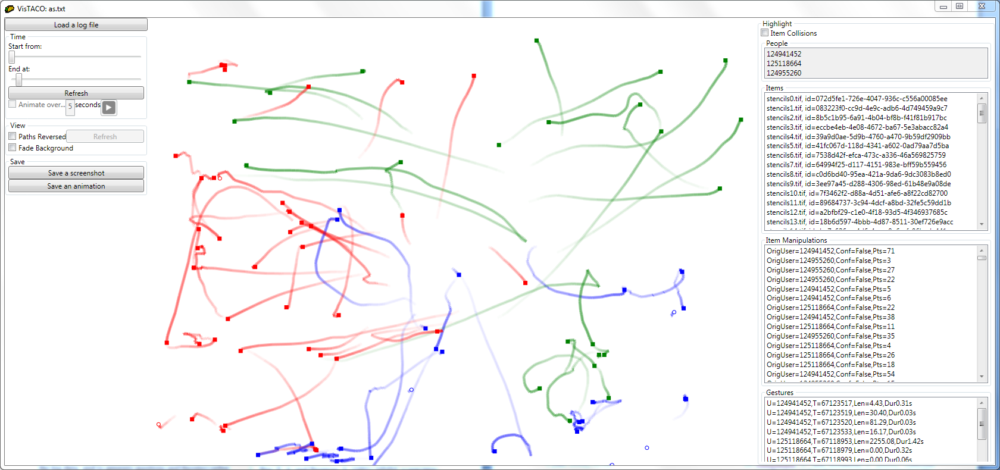 VisTACO: as.txt
Load a log file
Time
Start from:
End at:
Refresh
Animate over... 5 seconds
View
Paths Reversed Refresh
Fade Background
Save
Save a screenshot
Save an animation
Highlight
Item Collisions
People
124941452
125118664
124955260
Items
stencils0.tif, id=072d5fe1-726e-4047-936c-c556a00085ee
stencils1.tif, id=083223f0-cc9d-4e9c-adb6-4d749459a9c7
stencils2.tif, id=8b5c1b95-6a91-4b04-bf8b-f41f81b917bc
stencils3.tif, id=eccbe4eb-4e08-4672-ba67-5e3abacc82a4
stencils4.tif, id=39a9d0ae-5d9b-4760-a470-9b59df2909bb
stencils5.tif, id=41fc067d-118d-4341-a602-0ad79aa7d5ba
stencils6.tif, id=7538d42f-efca-473c-a336-46a569825759
stencils7.tif, id=64994f25-d117-4151-983e-bff59b559456
stencils8.tif, id=c0d6bd40-95ea-421a-9da6-9dc3083b8ed0
stencils9.tif, id=3ee97a45-d288-4306-98ed-61b48e9a08de
stencils10.tif, id=7f3462f2-d88a-4d51-afe6-a8f22cd82700
stencils11.tif, id=89684737-3c94-4dcf-a8bd-32fe5c59dd1b
stencils12.tif, id=a2bfbf29-c1e0-4f18-93d5-4f346937685c
stencils13.tif, id=18b6d597-4bbb-4d87-8511-30ef726e9acc
Item Manipulations
OrigUser=124941452,Conf=False,Pts=71
OrigUser=124955260,Conf=False,Pts=3
OrigUser=124955260,Conf=False,Pts=27
OrigUser=124955260,Conf=False,Pts=22
OrigUser=124941452,Conf=False,Pts=5
OrigUser=124941452,Conf=False,Pts=6
OrigUser=125118664,Conf=False,Pts=22
OrigUser=124941452,Conf=False,Pts=38
OrigUser=125118664,Conf=False,Pts=11
OrigUser=124955260,Conf=False,Pts=35
OrigUser=125118664,Conf=False,Pts=4
OrigUser=125118664,Conf=False,Pts=26
OrigUser=125118664,Conf=False,Pts=18
OrigUser=124941452,Conf=False,Pts=54
Gestures
U=124941452,T=67123517,Len=4.43,Dur0.31s
U=124941452,T=67123519,Len=30.40,Dur0.03s
U=124941452,T=67123520,Len=81.29,Dur0.03s
U=124941452,T=67123533,Len=16.17,Dur0.03s
U=125118664,T=67118953,Len=2255.08,Dur1.42s
U=125118664,T=67118979,Len=0.00,Dur0.32s
U=125118664,T=67118993,Len=0.00,Dur0.06s